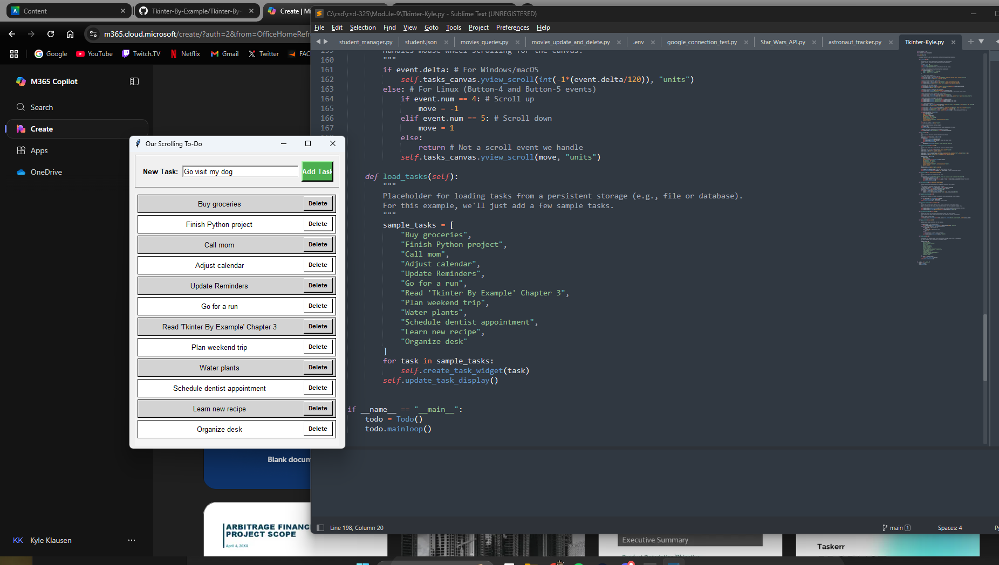 Content
Tkinter-By-Example/Tkinter-By-
Create | Mi
m365.cloud.microsoft/create/?auth=2&from=OfficeHomeRefr
Google
YouTube
Twitch.TV
Netflix
Gmail
Twitter
FAC
M365 Copilot
Search
Create
Apps
OneDrive
KK Kyle Klausen ...
Our Scrolling To-Do
New Task: Go visit my dog Add Task
Buy groceries Delete
Finish Python project Delete
Call mom Delete
Adjust calendar Delete
Update Reminders Delete
Go for a run Delete
Read 'Tkinter By Example' Chapter 3 Delete
Plan weekend trip Delete
Water plants Delete
Schedule dentist appointment Delete
Learn new recipe Delete
Organize desk Delete
Blank docum
ARBITRAGE FINANC
PROJECT SCOPE
April 4, 20XX
C:\csd\csd-325\Module-9\Tkinter-Kyle.py - Sublime Text (UNREGISTERED)
File Edit Selection Find View Goto Tools Project Preferences Help
student_manager.py
student.json
movies_queries.py
movies_update_and_delete.py
.env
google_connection_test.py
Star_Wars_API.py
astronaut_tracker.py
Tkinter-Kyle.py
Handles mouse wheel scrolling for the canvas.
160 """
161 if event.delta: # For Windows/macOS
162 self.tasks_canvas.yview_scroll(int(-1*(event.delta/120)), "units")
163 else: # For Linux (Button-4 and Button-5 events)
164 if event.num == 4: # Scroll up
165 move = -1
166 elif event.num == 5: # Scroll down
167 move = 1
else:
return # Not a scroll event we handle
self.tasks_canvas.yview_scroll(move, "units")
def load_tasks(self):
"""
Placeholder for loading tasks from a persistent storage (e.g., file or database).
For this example, we'll just add a few sample tasks.
"""
sample_tasks = [
"Buy groceries",
"Finish Python project",
"Call mom",
"Adjust calendar",
"Update Reminders",
"Go for a run",
"Read 'Tkinter By Example' Chapter 3",
"Plan weekend trip",
"Water plants",
"Schedule dentist appointment",
"Learn new recipe",
"Organize desk"
]
for task in sample_tasks:
self.create_task_widget(task)
self.update_task_display()
if __name__ == "__main__":
todo = Todo()
todo.mainloop()
Line 198, Column 20
main 1
Spaces: 4
Py
Executive Summary
Product Description/Objective
Taskerr